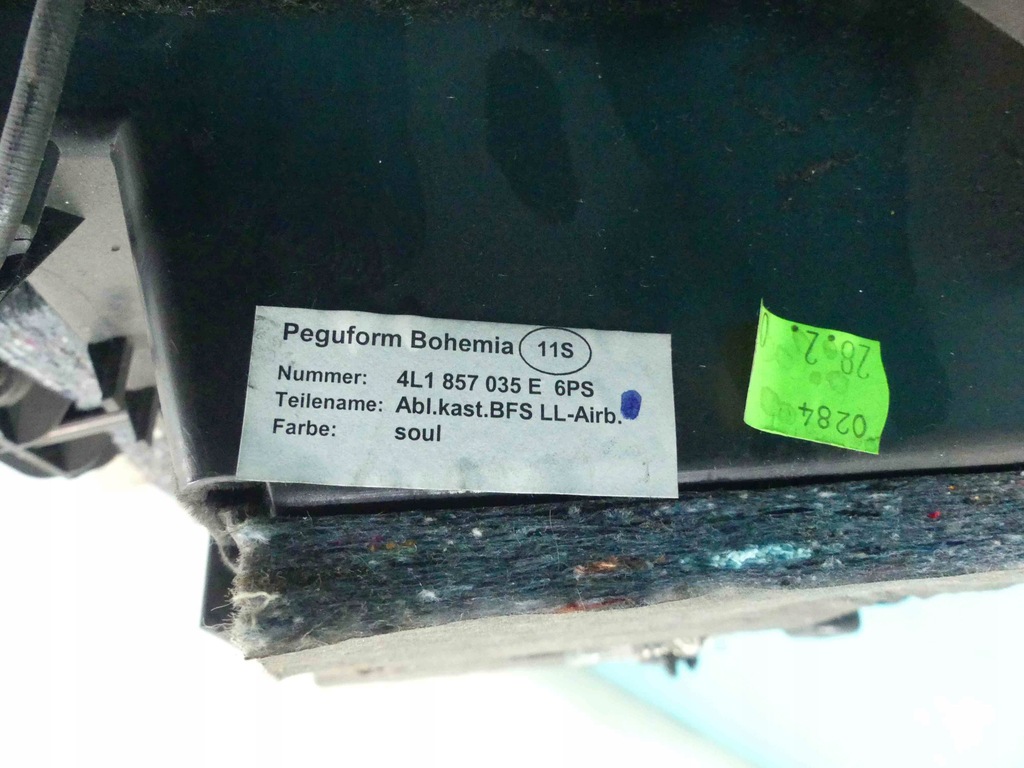 Peguform Bohemia 11S
Nummer: 4L1 857 035 E 6PS
Teilename: Abl.kast.BFS LL-Airb.
Farbe: soul
0284
28.2